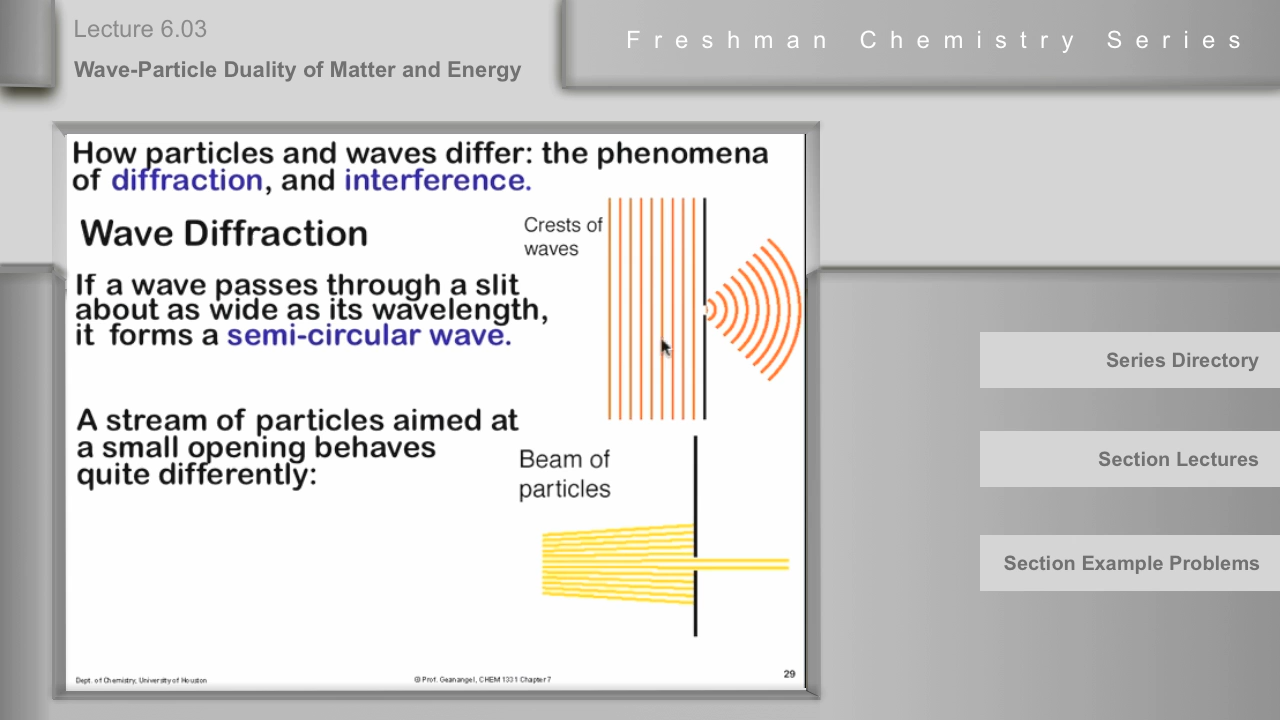 Lecture 6.03
Freshman Chemistry Series
Wave-Particle Duality of Matter and Energy
How particles and waves differ: the phenomena
of diffraction, and interference.
Crests of
waves
Wave Diffraction
If a wave passes through a slit
about as wide as its wavelength,
it forms a semi-circular wave.
Series Directory
A stream of particles aimed at
a small opening behaves
quite differently:
Beam of
particles
Section Lectures
Section Example Problems
Dept. of Chemistry, University of Houston
© Prof. Geanangel, CHEM 1331 Chapter 7
29